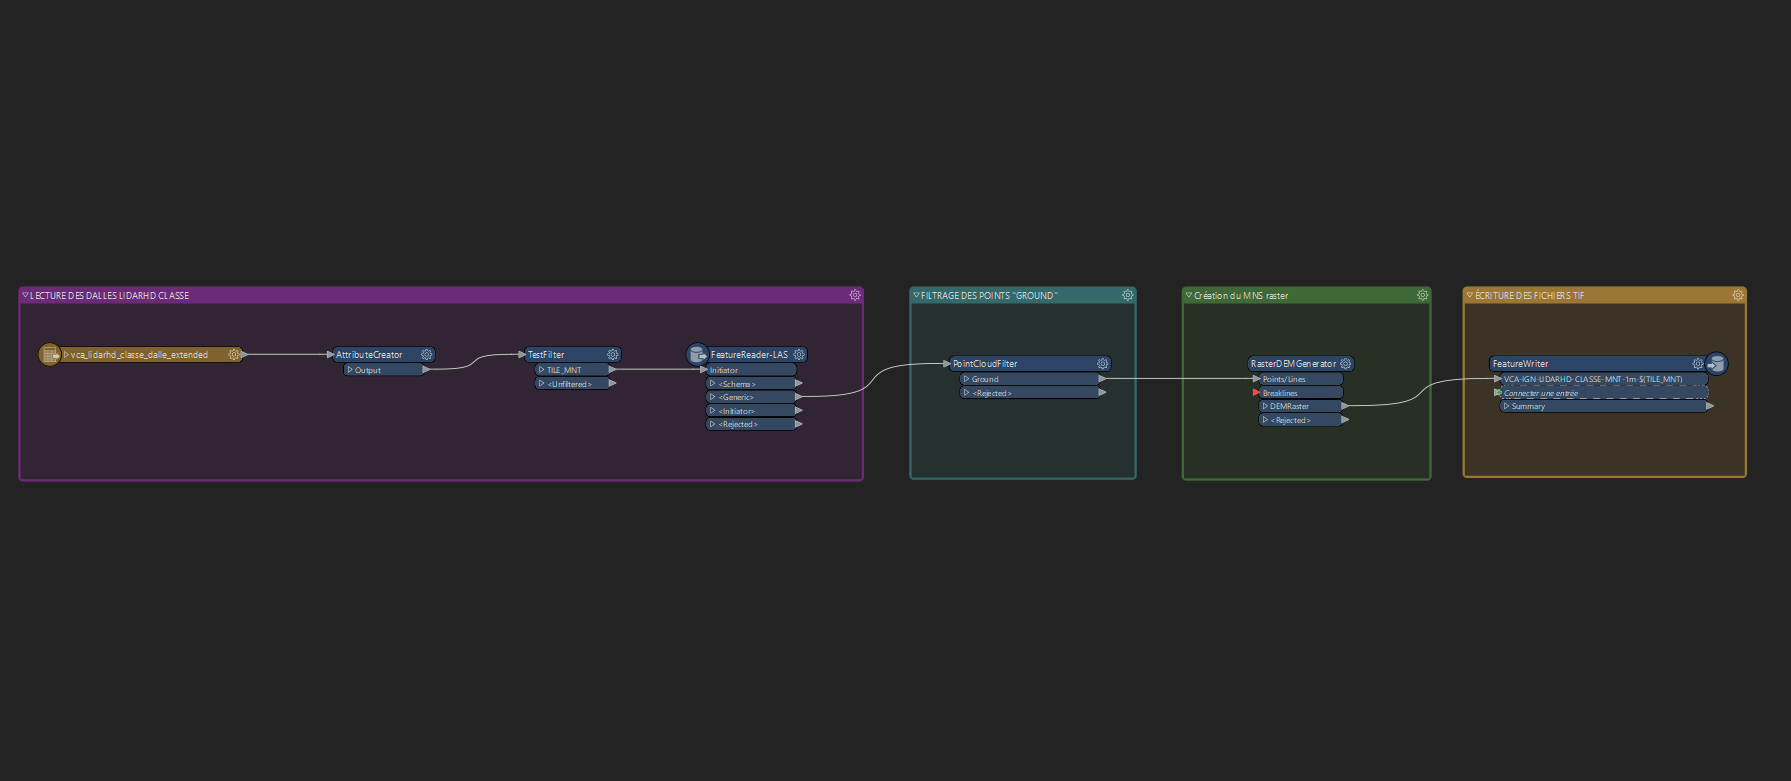 LECTURE DES DALLES LIDARHD CLASSE
vca_lidarhd_classe_dalle_extended
AttributeCreator
Output
TestFilter
TILE_MNT
<Unfiltered>
FeatureReader-LAS
Initiator
<Schema>
<Generic>
<Initiator>
<Rejected>
FILTRAGE DES POINTS "GROUND"
PointCloudFilter
Ground
<Rejected>
Création du MNS raster
RasterDEMGenerator
Points/Lines
Breaklines
DEMRaster
<Rejected>
ÉCRITURE DES FICHIERS TIF
FeatureWriter
VCA-IGN-LIDARHD-CLASSE-MNT-1m-$(TILE_MNT)
Connecter une entrée
Summary